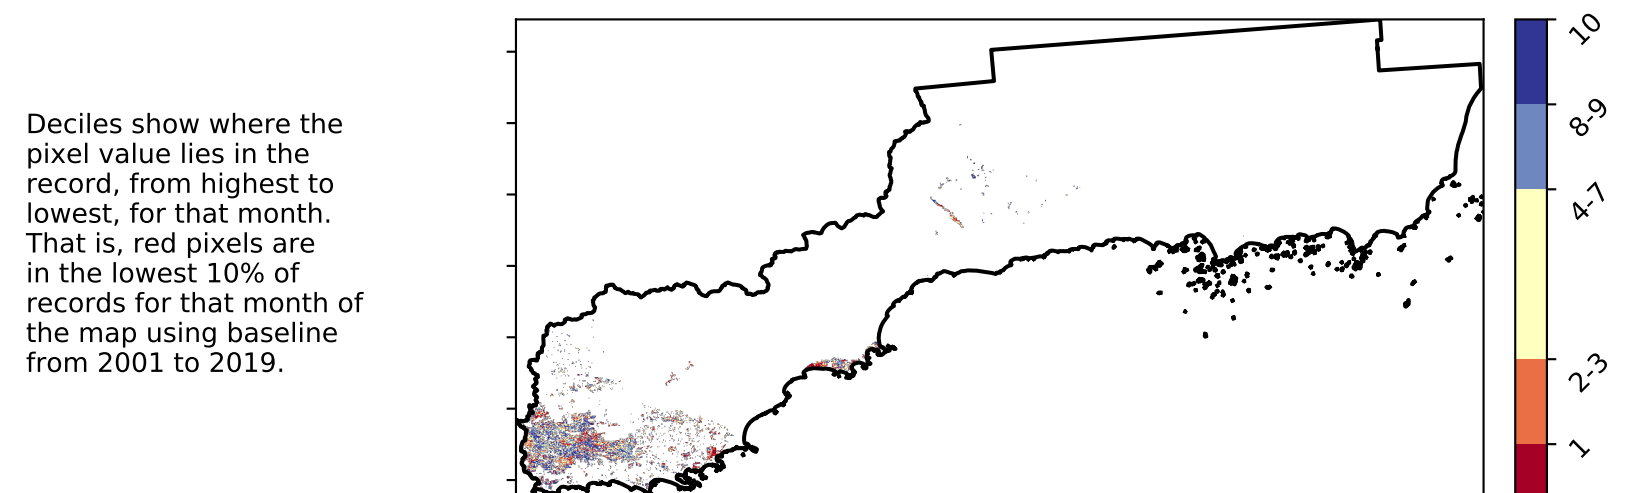 Deciles show where the
pixel value lies in the
record, from highest to
lowest, for that month.
That is, red pixels are
in the lowest 10% of
records for that month of
the map using baseline
from 2001 to 2019.
10
8-9
4-7
2-3
1